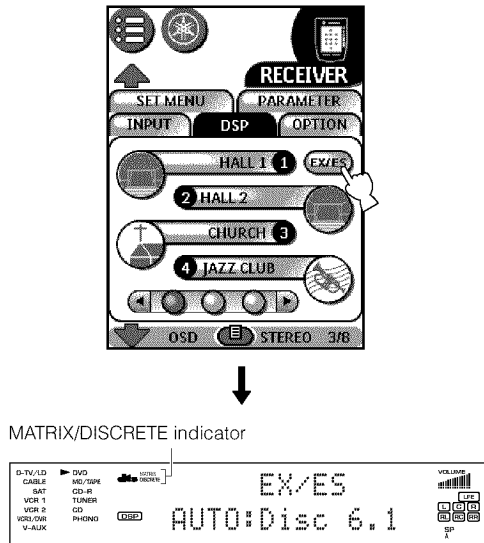 RECEIVER
SET MENU PARAMETER
INPUT DSP OPTION
HALL 1 1 EX/ES
2 HALL 2
CHURCH 3
4 JAZZ CLUB
OSD STEREO 3/8
MATRIX/DISCRETE indicator
D-TV/LD DVD MATRIX VOLUME
CABLE MD/TAPE DISCRETE EX/ES
SAT CD-R
VCR 1 TUNER LFE
VCR 2 CD L C R
VCR3/DVR PHONO DSP AUTO:Disc 6.1 RL RC RR
V-AUX SP
A